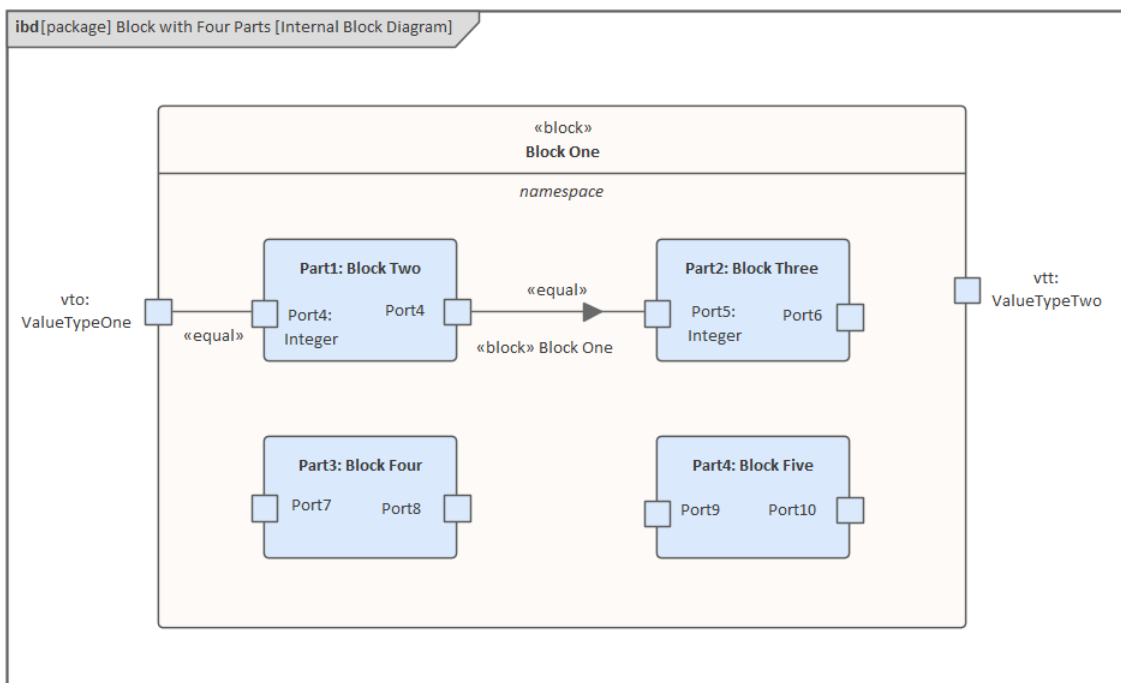 ibd[package] Block with Four Parts [Internal Block Diagram]
«block»
Block One
namespace
vto:
ValueTypeOne
«equal»
Part1: Block Two
Port4:
Integer
Port4
«equal»
«block» Block One
Part2: Block Three
Port5:
Integer
Port6
vtt:
ValueTypeTwo
Part3: Block Four
Port7
Port8
Part4: Block Five
Port9
Port10